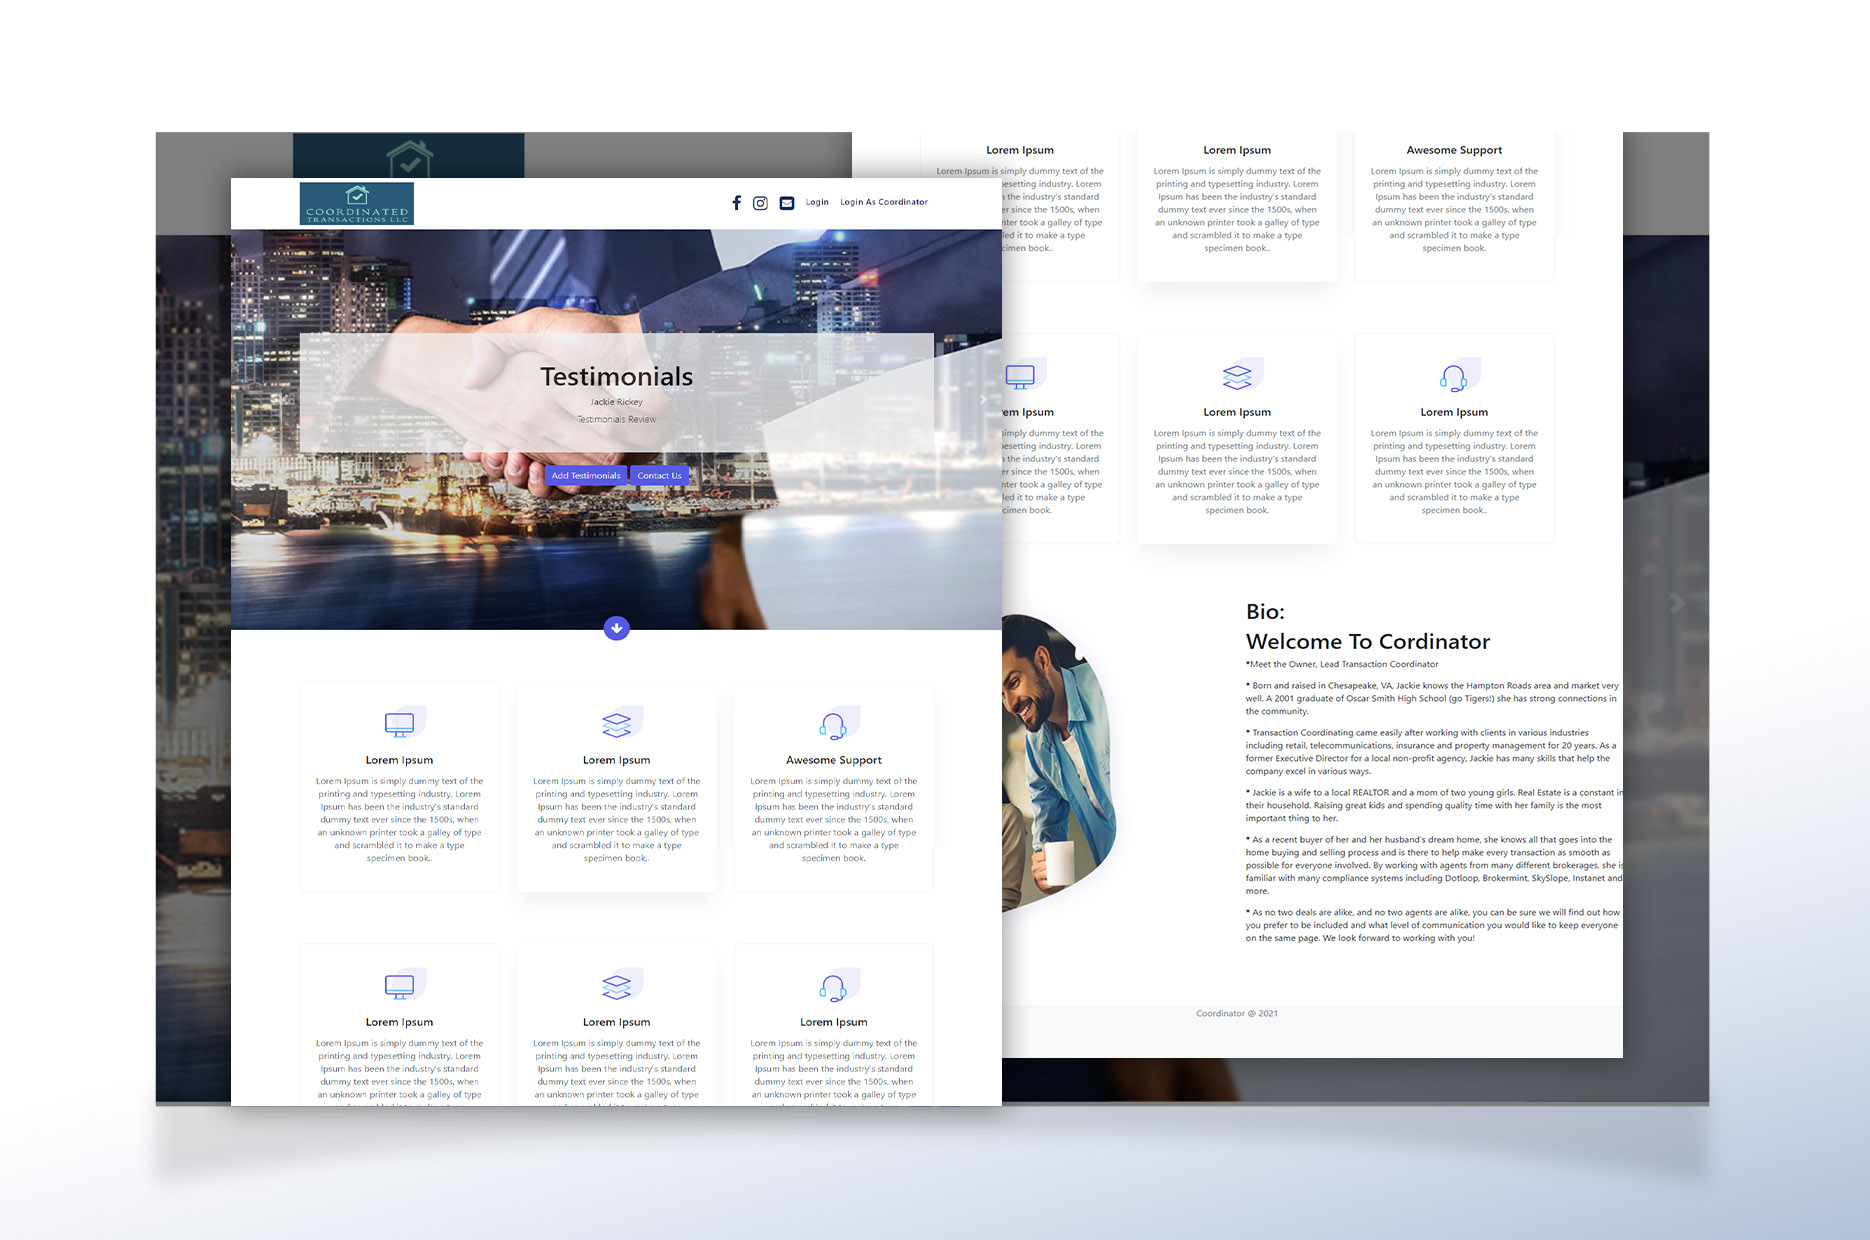 COORDINATED
TRANSACTIONS LLC
Login
Login As Coordinator
Testimonials
Jackie Rickey
Testimonials Review
Add Testimonials
Contact Us
Lorem Ipsum
Lorem Ipsum is simply dummy text of the
printing and typesetting industry. Lorem
Ipsum has been the industry's standard
dummy text ever since the 1500s, when
an unknown printer took a galley of type
and scrambled it to make a type
specimen book..
Lorem Ipsum
Lorem Ipsum is simply dummy text of the
printing and typesetting industry. Lorem
Ipsum has been the industry's standard
dummy text ever since the 1500s, when
an unknown printer took a galley of type
and scrambled it to make a type
specimen book..
Awesome Support
Lorem Ipsum is simply dummy text of the
printing and typesetting industry. Lorem
Ipsum has been the industry's standard
dummy text ever since the 1500s, when
an unknown printer took a galley of type
and scrambled it to make a type
specimen book.
Lorem Ipsum
Lorem Ipsum is simply dummy text of the
printing and typesetting industry. Lorem
Ipsum has been the industry's standard
dummy text ever since the 1500s, when
an unknown printer took a galley of type
Lorem Ipsum
Lorem Ipsum is simply dummy text of the
printing and typesetting industry. Lorem
Ipsum has been the industry's standard
dummy text ever since the 1500s, when
an unknown printer took a galley of type
Lorem Ipsum
Lorem Ipsum is simply dummy text of the
printing and typesetting industry. Lorem
Ipsum has been the industry's standard
dummy text ever since the 1500s, when
an unknown printer took a galley of type
Lorem Ipsum
Lorem Ipsum is simply dummy text of the
esetting industry. Lorem
the industry's standard
er since the 1500s, when
nter took a galley of type
led it to make a type
cimen book..
Lorem Ipsum
Lorem Ipsum is simply dummy text of the
printing and typesetting industry. Lorem
Ipsum has been the industry's standard
dummy text ever since the 1500s, when
an unknown printer took a galley of type
and scrambled it to make a type
specimen book..
Awesome Support
Lorem Ipsum is simply dummy text of the
printing and typesetting industry. Lorem
Ipsum has been the industry's standard
dummy text ever since the 1500s, when
an unknown printer took a galley of type
and scrambled it to make a type
specimen book.
em Ipsum
simply dummy text of the
esetting industry. Lorem
the industry's standard
er since the 1500s, when
nter took a galley of type
led it to make a type
cimen book.
Lorem Ipsum
Lorem Ipsum is simply dummy text of the
printing and typesetting industry. Lorem
Ipsum has been the industry's standard
dummy text ever since the 1500s, when
an unknown printer took a galley of type
and scrambled it to make a type
specimen book.
Lorem Ipsum
Lorem Ipsum is simply dummy text of the
printing and typesetting industry. Lorem
Ipsum has been the industry's standard
dummy text ever since the 1500s, when
an unknown printer took a galley of type
and scrambled it to make a type
specimen book..
Bio:
Welcome To Cordinator
*Meet the Owner, Lead Transaction Coordinator
* Born and raised in Chesapeake, VA, Jackie knows the Hampton Roads area and market very
well. A 2001 graduate of Oscar Smith High School (go Tigers!) she has strong connections in
the community.
* Transaction Coordinating came easily after working with clients in various industries
including retail, telecommunications, insurance and property management for 20 years. As a
former Executive Director for a local non-profit agency, Jackie has many skills that help the
company excel in various ways.
* Jackie is a wife to a local REALTOR and a mom of two young girls. Real Estate is a constant in
their household. Raising great kids and spending quality time with her family is the most
important thing to her.
* As a recent buyer of her and her husband's dream home, she knows all that goes into the
home buying and selling process and is there to help make every transaction as smooth as
possible for everyone involved. By working with agents from many different brokerages, she is
familiar with many compliance systems including Dotloop, Brokermint, SkySlope, Instanet and
more.
* As no two deals are alike, and no two agents are alike, you can be sure we will find out how
you prefer to be included and what level of communication you would like to keep everyone
on the same page. We look forward to working with you!
Coordinator @ 2021